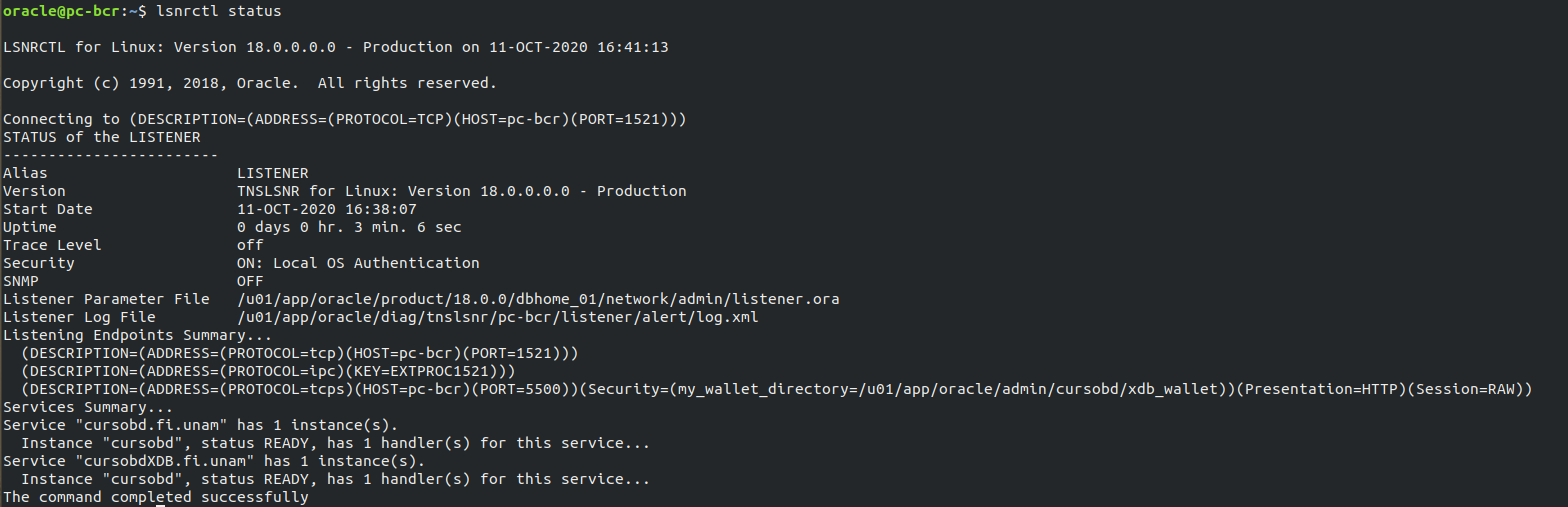 oracle@pc-bcr:~$ lsnrctl status
LSNRCTL for Linux: Version 18.0.0.0.0 - Production on 11-OCT-2020 16:41:13
Copyright (c) 1991, 2018, Oracle.  All rights reserved.
Connecting to (DESCRIPTION=(ADDRESS=(PROTOCOL=TCP)(HOST=pc-bcr)(PORT=1521)))
STATUS of the LISTENER
------------------------
Alias                     LISTENER
Version                   TNSLSNR for Linux: Version 18.0.0.0.0 - Production
Start Date                11-OCT-2020 16:38:07
Uptime                    0 days 0 hr. 3 min. 6 sec
Trace Level               off
Security                  ON: Local OS Authentication
SNMP                      OFF
Listener Parameter File   /u01/app/oracle/product/18.0.0/dbhome_01/network/admin/listener.ora
Listener Log File         /u01/app/oracle/diag/tnslsnr/pc-bcr/listener/alert/log.xml
Listening Endpoints Summary...
  (DESCRIPTION=(ADDRESS=(PROTOCOL=tcp)(HOST=pc-bcr)(PORT=1521)))
  (DESCRIPTION=(ADDRESS=(PROTOCOL=ipc)(KEY=EXTPROC1521)))
  (DESCRIPTION=(ADDRESS=(PROTOCOL=tcps)(HOST=pc-bcr)(PORT=5500))(Security=(my_wallet_directory=/u01/app/oracle/admin/cursobd/xdb_wallet))(Presentation=HTTP)(Session=RAW))
Services Summary...
Service "cursobd.fi.unam" has 1 instance(s).
  Instance "cursobd", status READY, has 1 handler(s) for this service...
Service "cursobdXDB.fi.unam" has 1 instance(s).
  Instance "cursobd", status READY, has 1 handler(s) for this service...
The command completed successfully